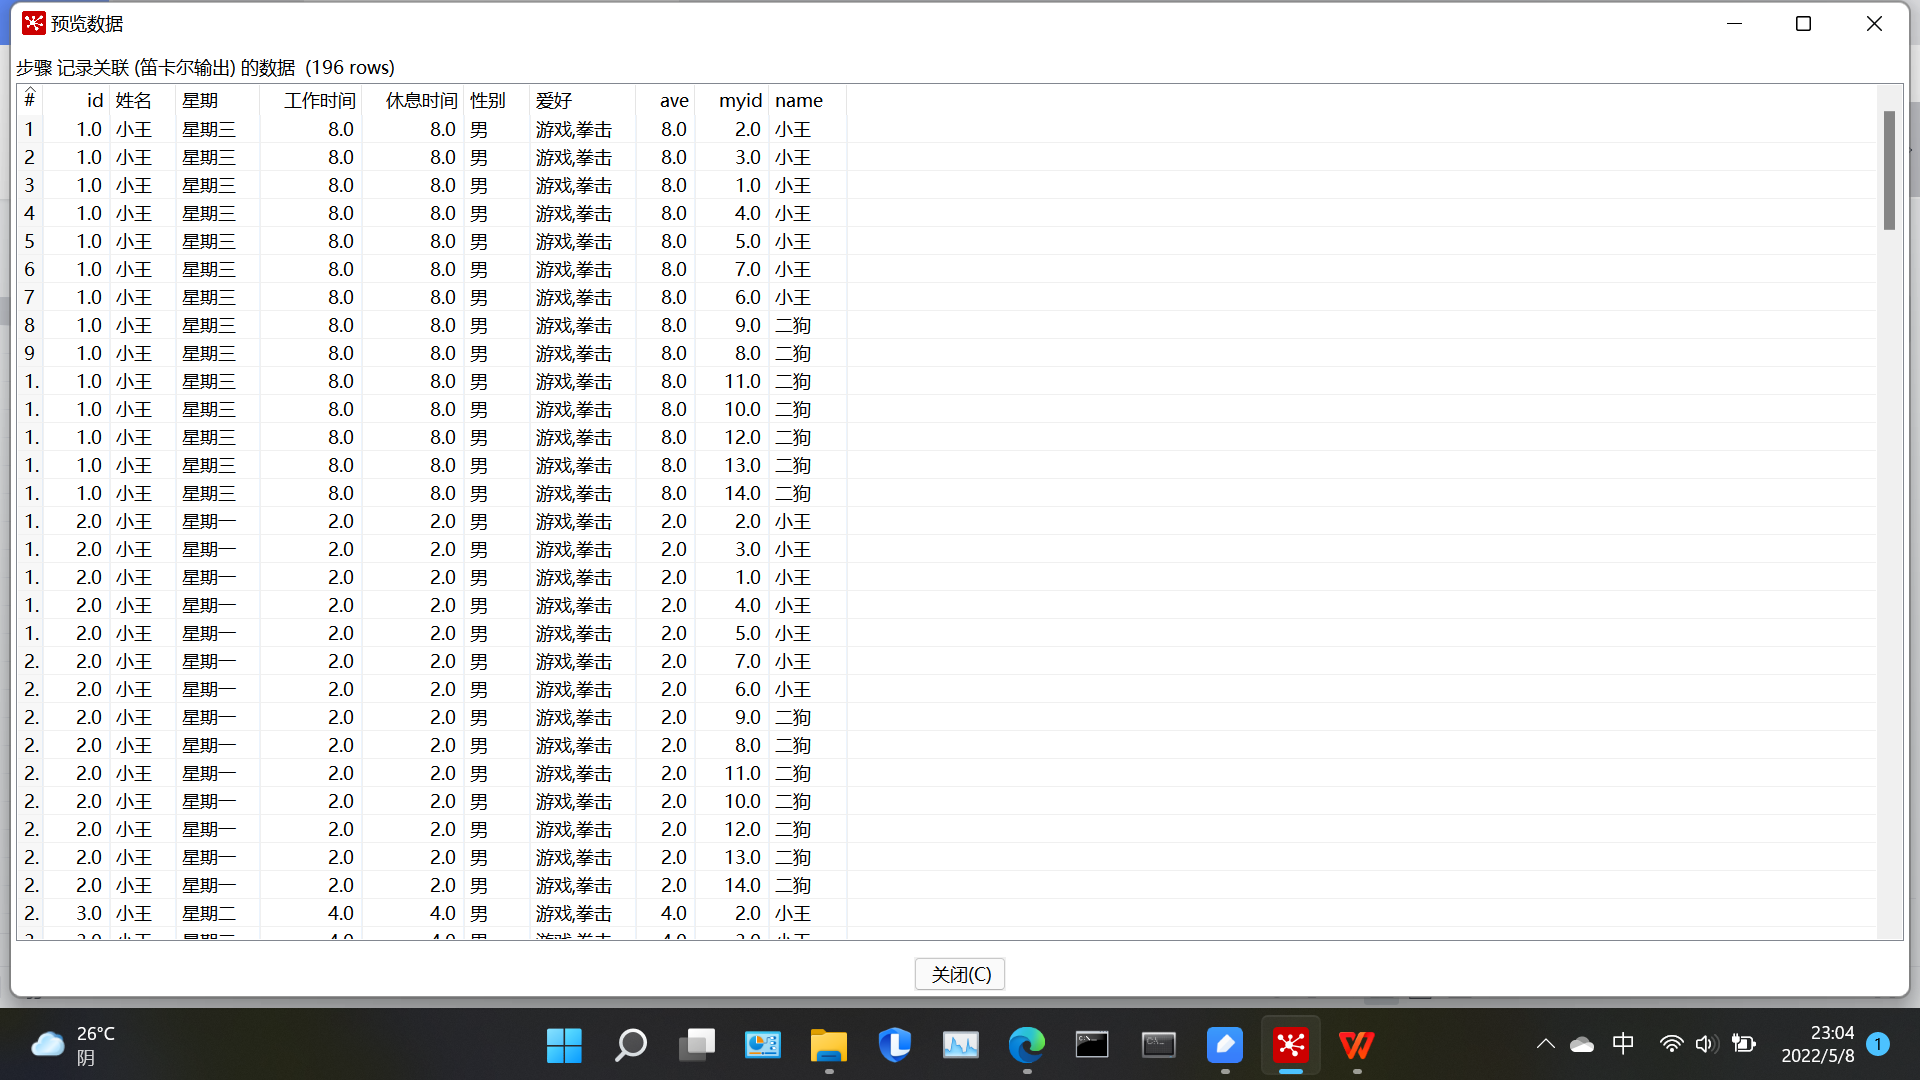 预览数据
步骤 记录关联 (笛卡尔输出) 的数据  (196 rows)
# id 姓名 星期 工作时间 休息时间 性别 爱好 ave myid name
1 1.0 小王 星期三 8.0 8.0 男 游戏,拳击 8.0 2.0 小王
2 1.0 小王 星期三 8.0 8.0 男 游戏,拳击 8.0 3.0 小王
3 1.0 小王 星期三 8.0 8.0 男 游戏,拳击 8.0 1.0 小王
4 1.0 小王 星期三 8.0 8.0 男 游戏,拳击 8.0 4.0 小王
5 1.0 小王 星期三 8.0 8.0 男 游戏,拳击 8.0 5.0 小王
6 1.0 小王 星期三 8.0 8.0 男 游戏,拳击 8.0 7.0 小王
7 1.0 小王 星期三 8.0 8.0 男 游戏,拳击 8.0 6.0 小王
8 1.0 小王 星期三 8.0 8.0 男 游戏,拳击 8.0 9.0 二狗
9 1.0 小王 星期三 8.0 8.0 男 游戏,拳击 8.0 8.0 二狗
1. 1.0 小王 星期三 8.0 8.0 男 游戏,拳击 8.0 11.0 二狗
1. 1.0 小王 星期三 8.0 8.0 男 游戏,拳击 8.0 10.0 二狗
1. 1.0 小王 星期三 8.0 8.0 男 游戏,拳击 8.0 12.0 二狗
1. 1.0 小王 星期三 8.0 8.0 男 游戏,拳击 8.0 13.0 二狗
1. 1.0 小王 星期三 8.0 8.0 男 游戏,拳击 8.0 14.0 二狗
1. 2.0 小王 星期一 2.0 2.0 男 游戏,拳击 2.0 2.0 小王
1. 2.0 小王 星期一 2.0 2.0 男 游戏,拳击 2.0 3.0 小王
1. 2.0 小王 星期一 2.0 2.0 男 游戏,拳击 2.0 1.0 小王
1. 2.0 小王 星期一 2.0 2.0 男 游戏,拳击 2.0 4.0 小王
1. 2.0 小王 星期一 2.0 2.0 男 游戏,拳击 2.0 5.0 小王
2. 2.0 小王 星期一 2.0 2.0 男 游戏,拳击 2.0 7.0 小王
2. 2.0 小王 星期一 2.0 2.0 男 游戏,拳击 2.0 6.0 小王
2. 2.0 小王 星期一 2.0 2.0 男 游戏,拳击 2.0 9.0 二狗
2. 2.0 小王 星期一 2.0 2.0 男 游戏,拳击 2.0 8.0 二狗
2. 2.0 小王 星期一 2.0 2.0 男 游戏,拳击 2.0 11.0 二狗
2. 2.0 小王 星期一 2.0 2.0 男 游戏,拳击 2.0 10.0 二狗
2. 2.0 小王 星期一 2.0 2.0 男 游戏,拳击 2.0 12.0 二狗
2. 2.0 小王 星期一 2.0 2.0 男 游戏,拳击 2.0 13.0 二狗
2. 2.0 小王 星期一 2.0 2.0 男 游戏,拳击 2.0 14.0 二狗
2. 3.0 小王 星期二 4.0 4.0 男 游戏,拳击 4.0 2.0 小王
关闭(C)
26°C
阴
中
23:04
2022/5/8
1